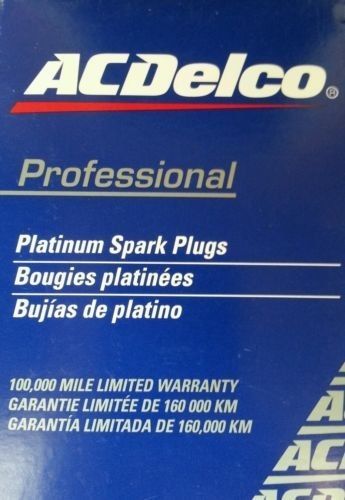 ACDelco®
Professional
Platinum Spark Plugs
Bougies platinées
Bujías de platino
100,000 MILE LIMITED WARRANTY
GARANTIE LIMITÉE DE 160 000 KM
GARANTÍA LIMITADA DE 160,000 KM